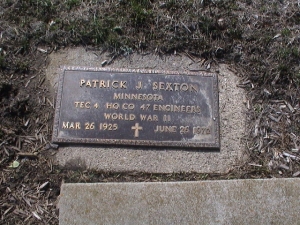 PATRICK J SEXTON
MINNESOTA
TEC 4 HQ CO 47 ENGINEERS
WORLD WAR II
MAR 26 1925 JUNE